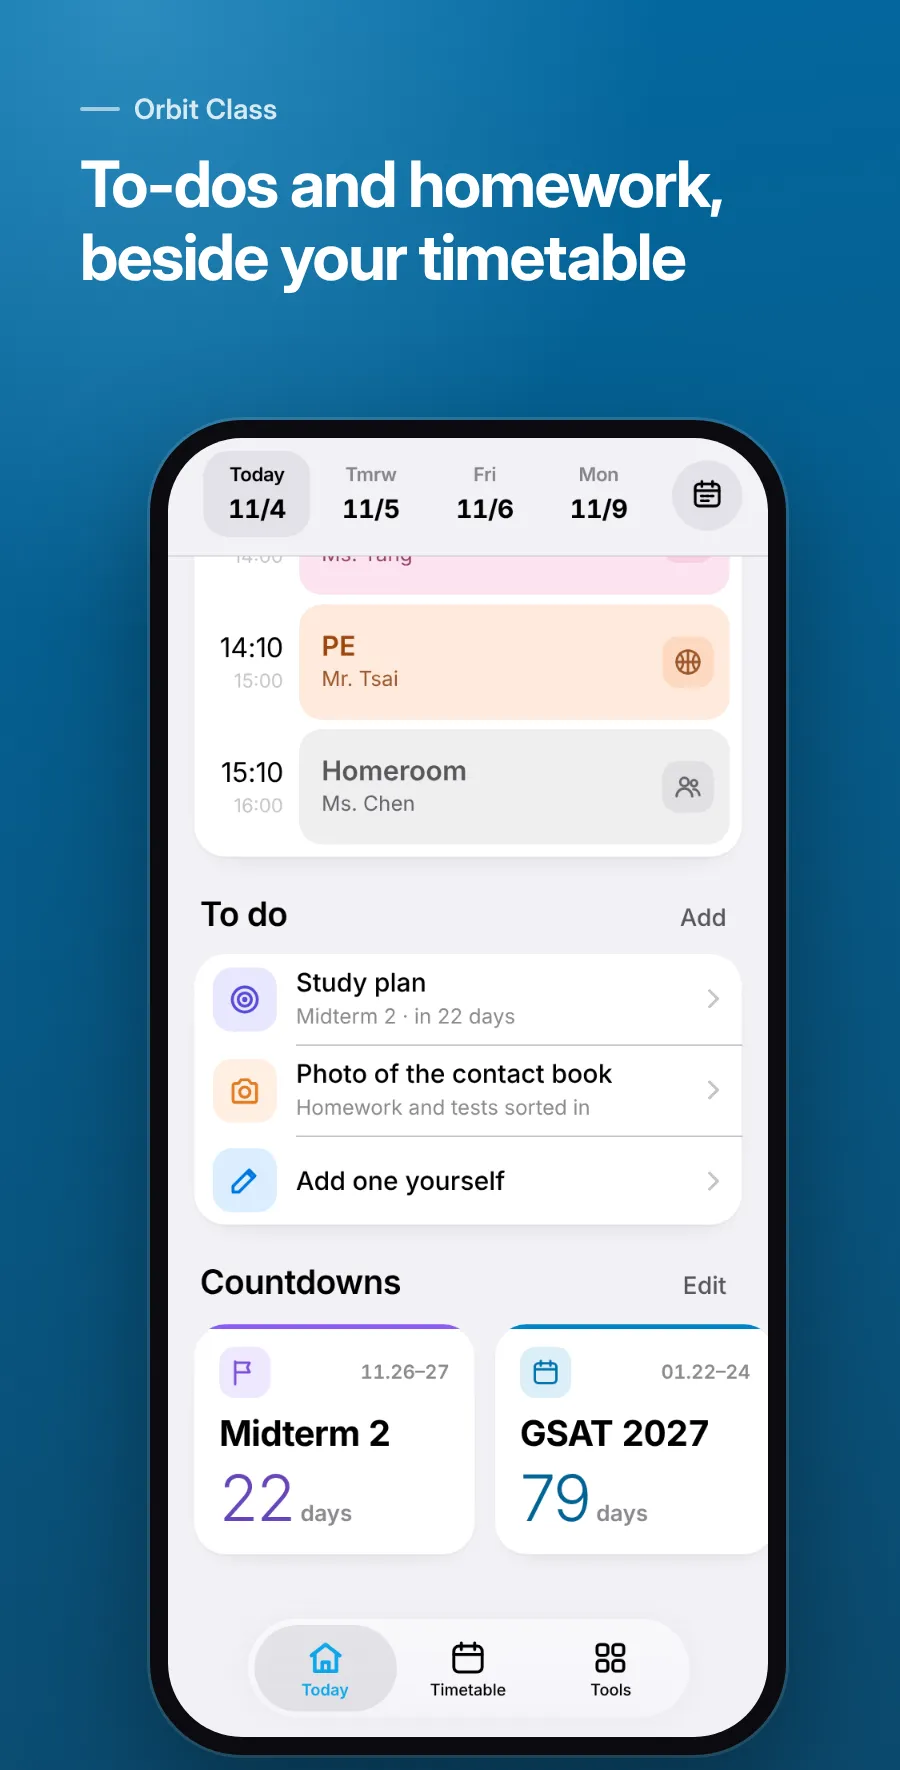 Orbit Class
To-dos and homework,
beside your timetable
Today
11/4
Tmrw
11/5
Fri
11/6
Mon
11/9
14:00
Ms. Yang
14:10
15:00
PE
Mr. Tsai
15:10
16:00
Homeroom
Ms. Chen
To do
Add
Study plan
Midterm 2 · in 22 days
Photo of the contact book
Homework and tests sorted in
Add one yourself
Countdowns
Edit
11.26–27
Midterm 2
22 days
01.22–24
GSAT 2027
79 days
Today
Timetable
Tools